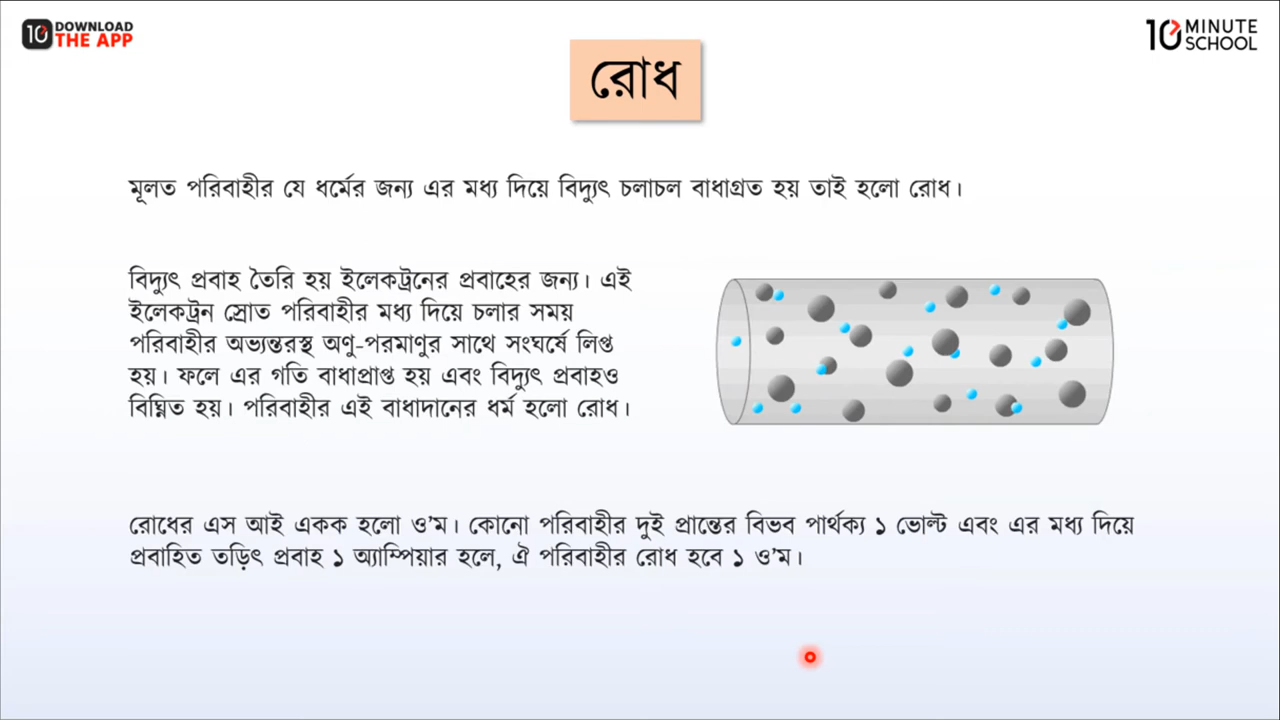 DOWNLOAD
THE APP
10 MINUTE
SCHOOL
রোধ
মূলত পরিবাহীর যে ধর্মের জন্য এর মধ্য দিয়ে বিদ্যুৎ চলাচল বাধাগ্রত হয় তাই হলো রোধ।
বিদ্যুৎ প্রবাহ তৈরি হয় ইলেকট্রনের প্রবাহের জন্য। এই
ইলেকট্রন স্রোত পরিবাহীর মধ্য দিয়ে চলার সময়
পরিবাহীর অভ্যন্তরস্থ অণু-পরমাণুর সাথে সংঘর্ষে লিপ্ত
হয়। ফলে এর গতি বাধাপ্রাপ্ত হয় এবং বিদ্যুৎ প্রবাহও
বিঘ্নিত হয়। পরিবাহীর এই বাধাদানের ধর্ম হলো রোধ।
রোধের এস আই একক হলো ও’ম। কোনো পরিবাহীর দুই প্রান্তের বিভব পার্থক্য ১ ভোল্ট এবং এর মধ্য দিয়ে
প্রবাহিত তড়িৎ প্রবাহ ১ অ্যাম্পিয়ার হলে, ঐ পরিবাহীর রোধ হবে ১ ও’ম।